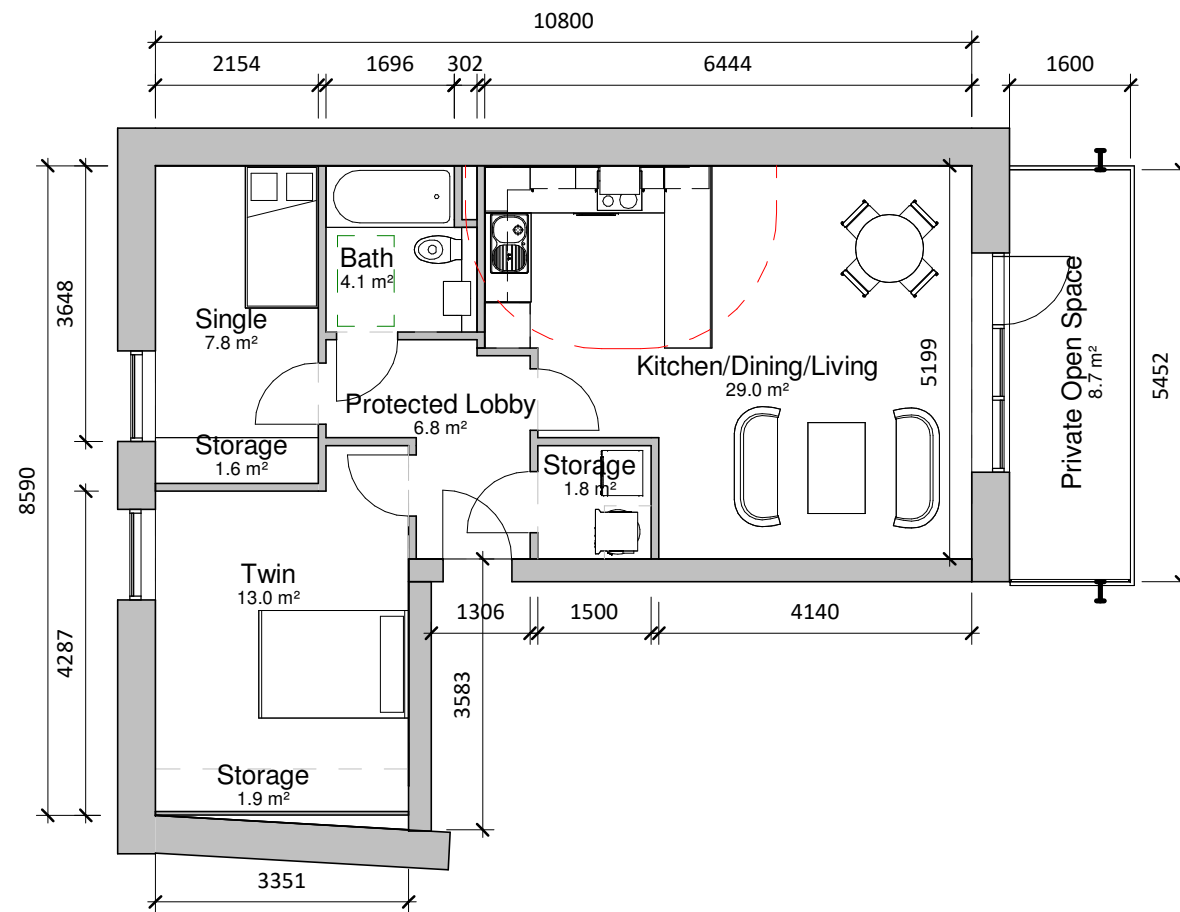 10800
2154
1696
302
6444
1600
Bath
4.1 m²
Single
7.8 m²
3648
Kitchen/Dining/Living
29.0 m²
5199
Private Open Space
8.7 m²
5452
Protected Lobby
6.8 m²
Storage
1.6 m²
Storage
1.8 m²
8590
Twin
13.0 m²
1306
1500
4140
4287
3583
Storage
1.9 m²
3351